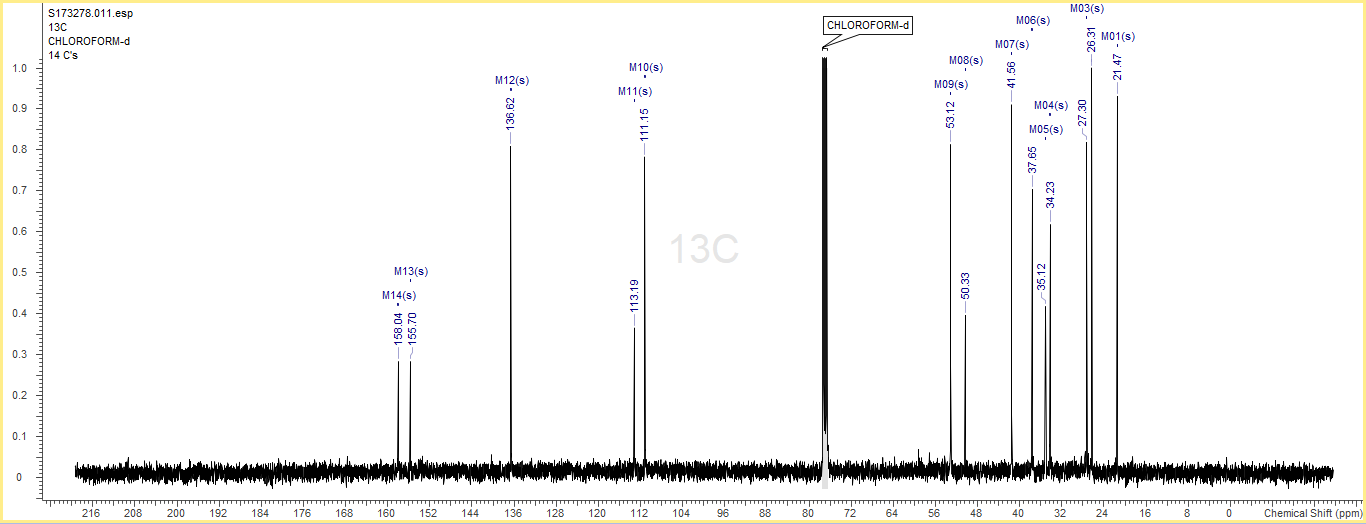 S173278.011.esp
13C
CHLOROFORM-d
14 C's
CHLOROFORM-d
M03(s)
M06(s)
M01(s)
M07(s)
M08(s)
M10(s)
M12(s)
M09(s)
M11(s)
M04(s)
M05(s)
M13(s)
M14(s)
158.04
155.70
136.62
113.19
111.15
53.12
50.33
41.56
37.65
35.12
34.23
27.30
26.31
21.47
13C
1.0
0.9
0.8
0.7
0.6
0.5
0.4
0.3
0.2
0.1
0
216 208 200 192 184 176 168 160 152 144 136 128 120 112 104 96 88 80 72 64 56 48 40 32 24 16 8 0 Chemical Shift (ppm)